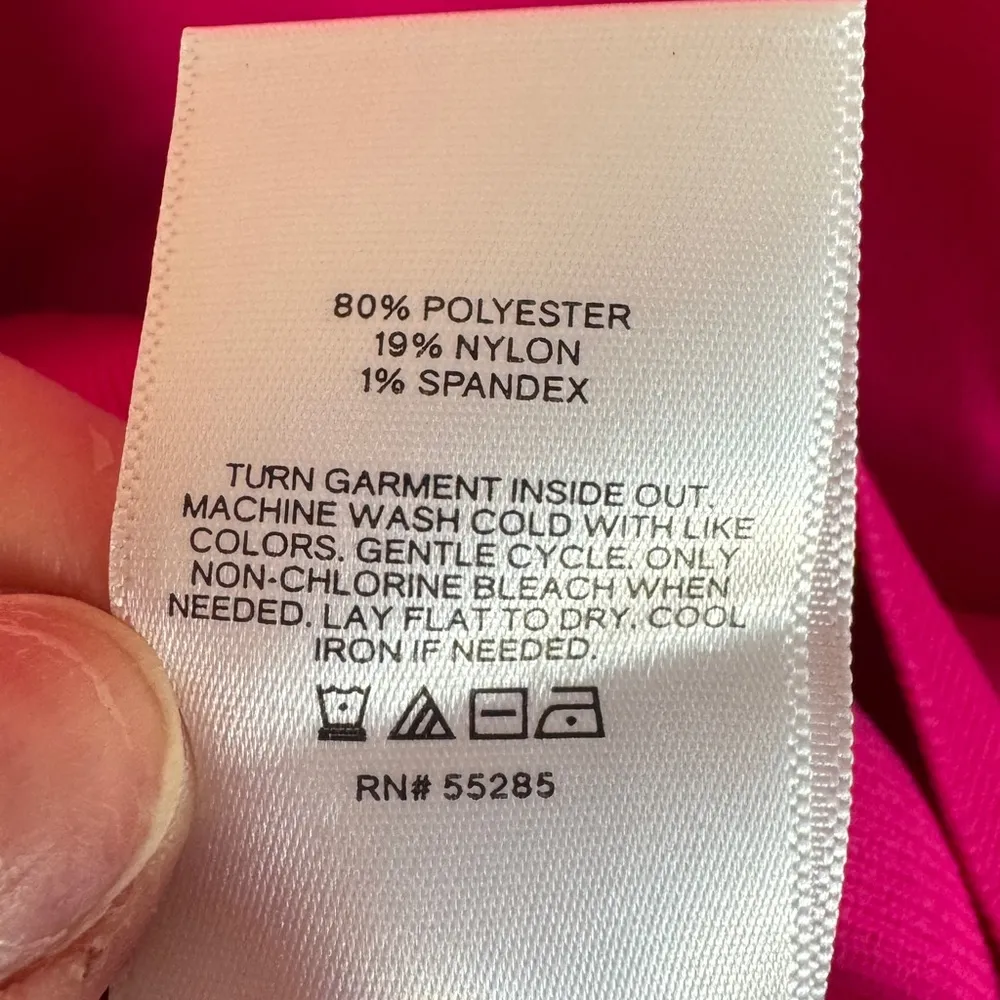 80% POLYESTER
19% NYLON
1% SPANDEX
TURN GARMENT INSIDE OUT.
MACHINE WASH COLD WITH LIKE
COLORS. GENTLE CYCLE. ONLY
NON-CHLORINE BLEACH WHEN
NEEDED. LAY FLAT TO DRY. COOL
IRON IF NEEDED.
RN# 55285